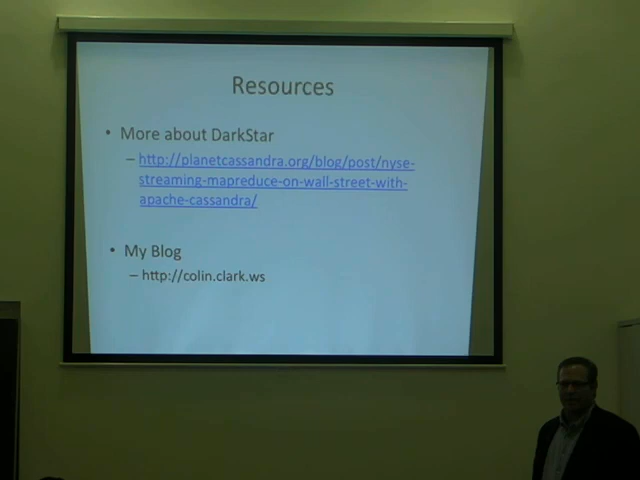 Resources
• More about DarkStar
– http://planetcassandra.org/blog/post/nyse-
streaming-mapreduce-on-wall-street-with-
apache-cassandra/
• My Blog
– http://colin.clark.ws